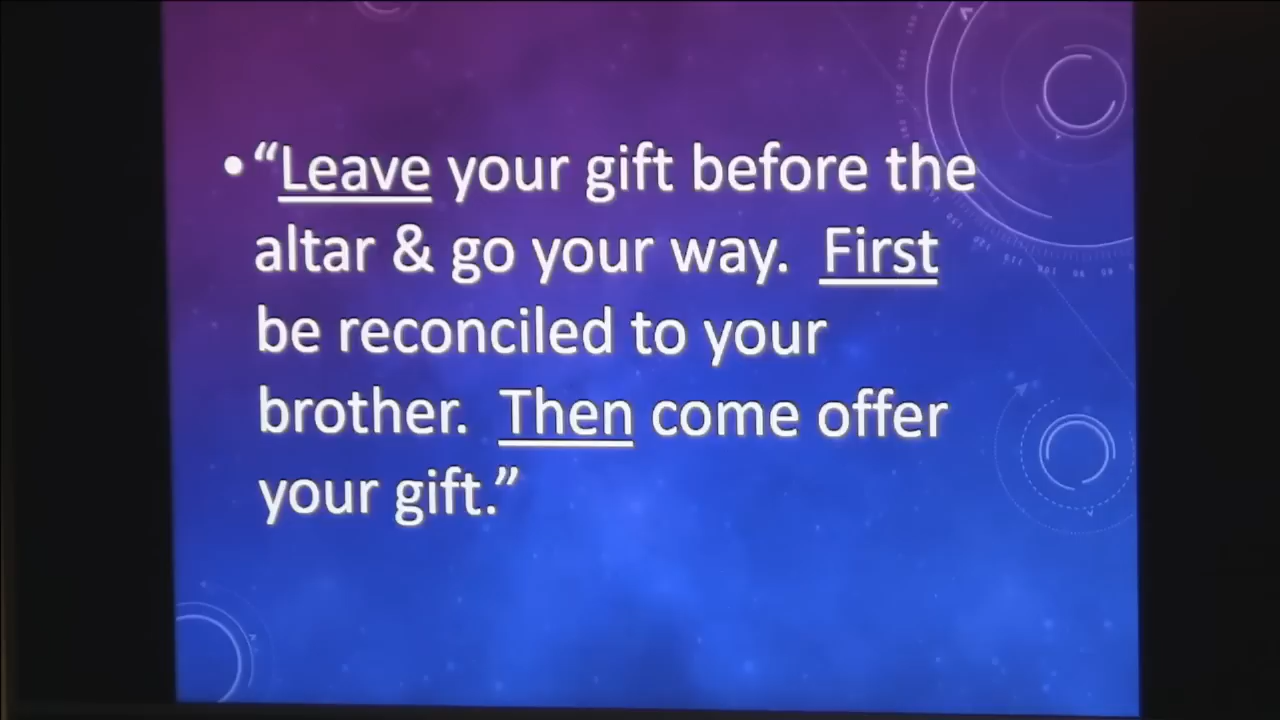 • “Leave your gift before the
altar & go your way.  First
be reconciled to your
brother.  Then come offer
your gift.”